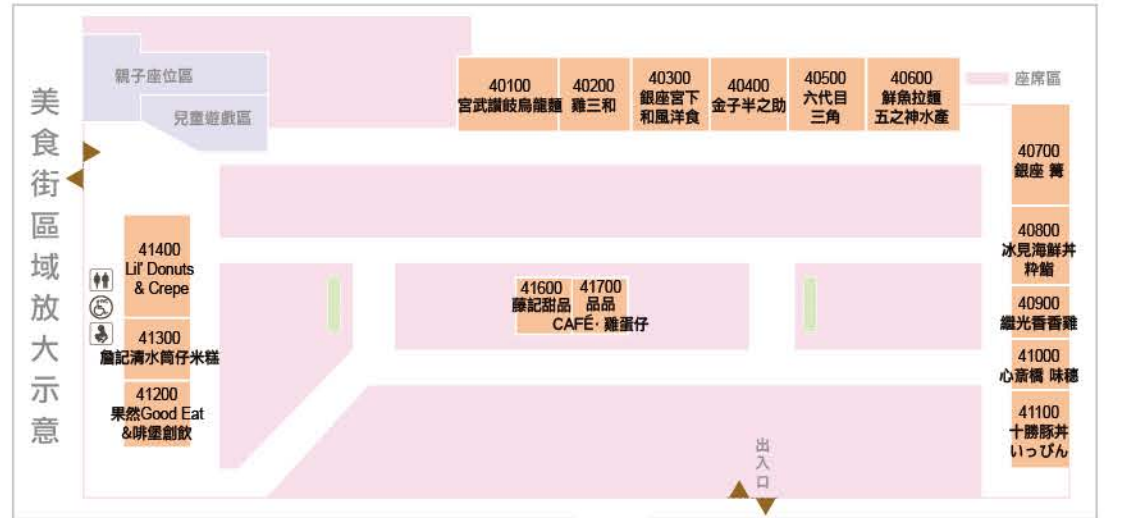 美食街區域放大示意
親子座位區
兒童遊戲區
40100
宮武讃岐烏龍麵
40200
雞三和
40300
銀座宮下
和風洋食
40400
金子半之助
40500
六代目
三角
40600
鮮魚拉麵
五之神水產
座席區
40700
銀座 篝
40800
冰見海鮮丼
粋鮨
40900
繼光香香雞
41000
心斎橋 味穗
41100
十勝豚丼
いっぴん
41400
Lil' Donuts
& Crepe
41300
詹記清水筒仔米糕
41200
果然Good Eat
&啡堡創飲
41600
藤記甜品
41700
品品
CAFÉ·雞蛋仔
出入口